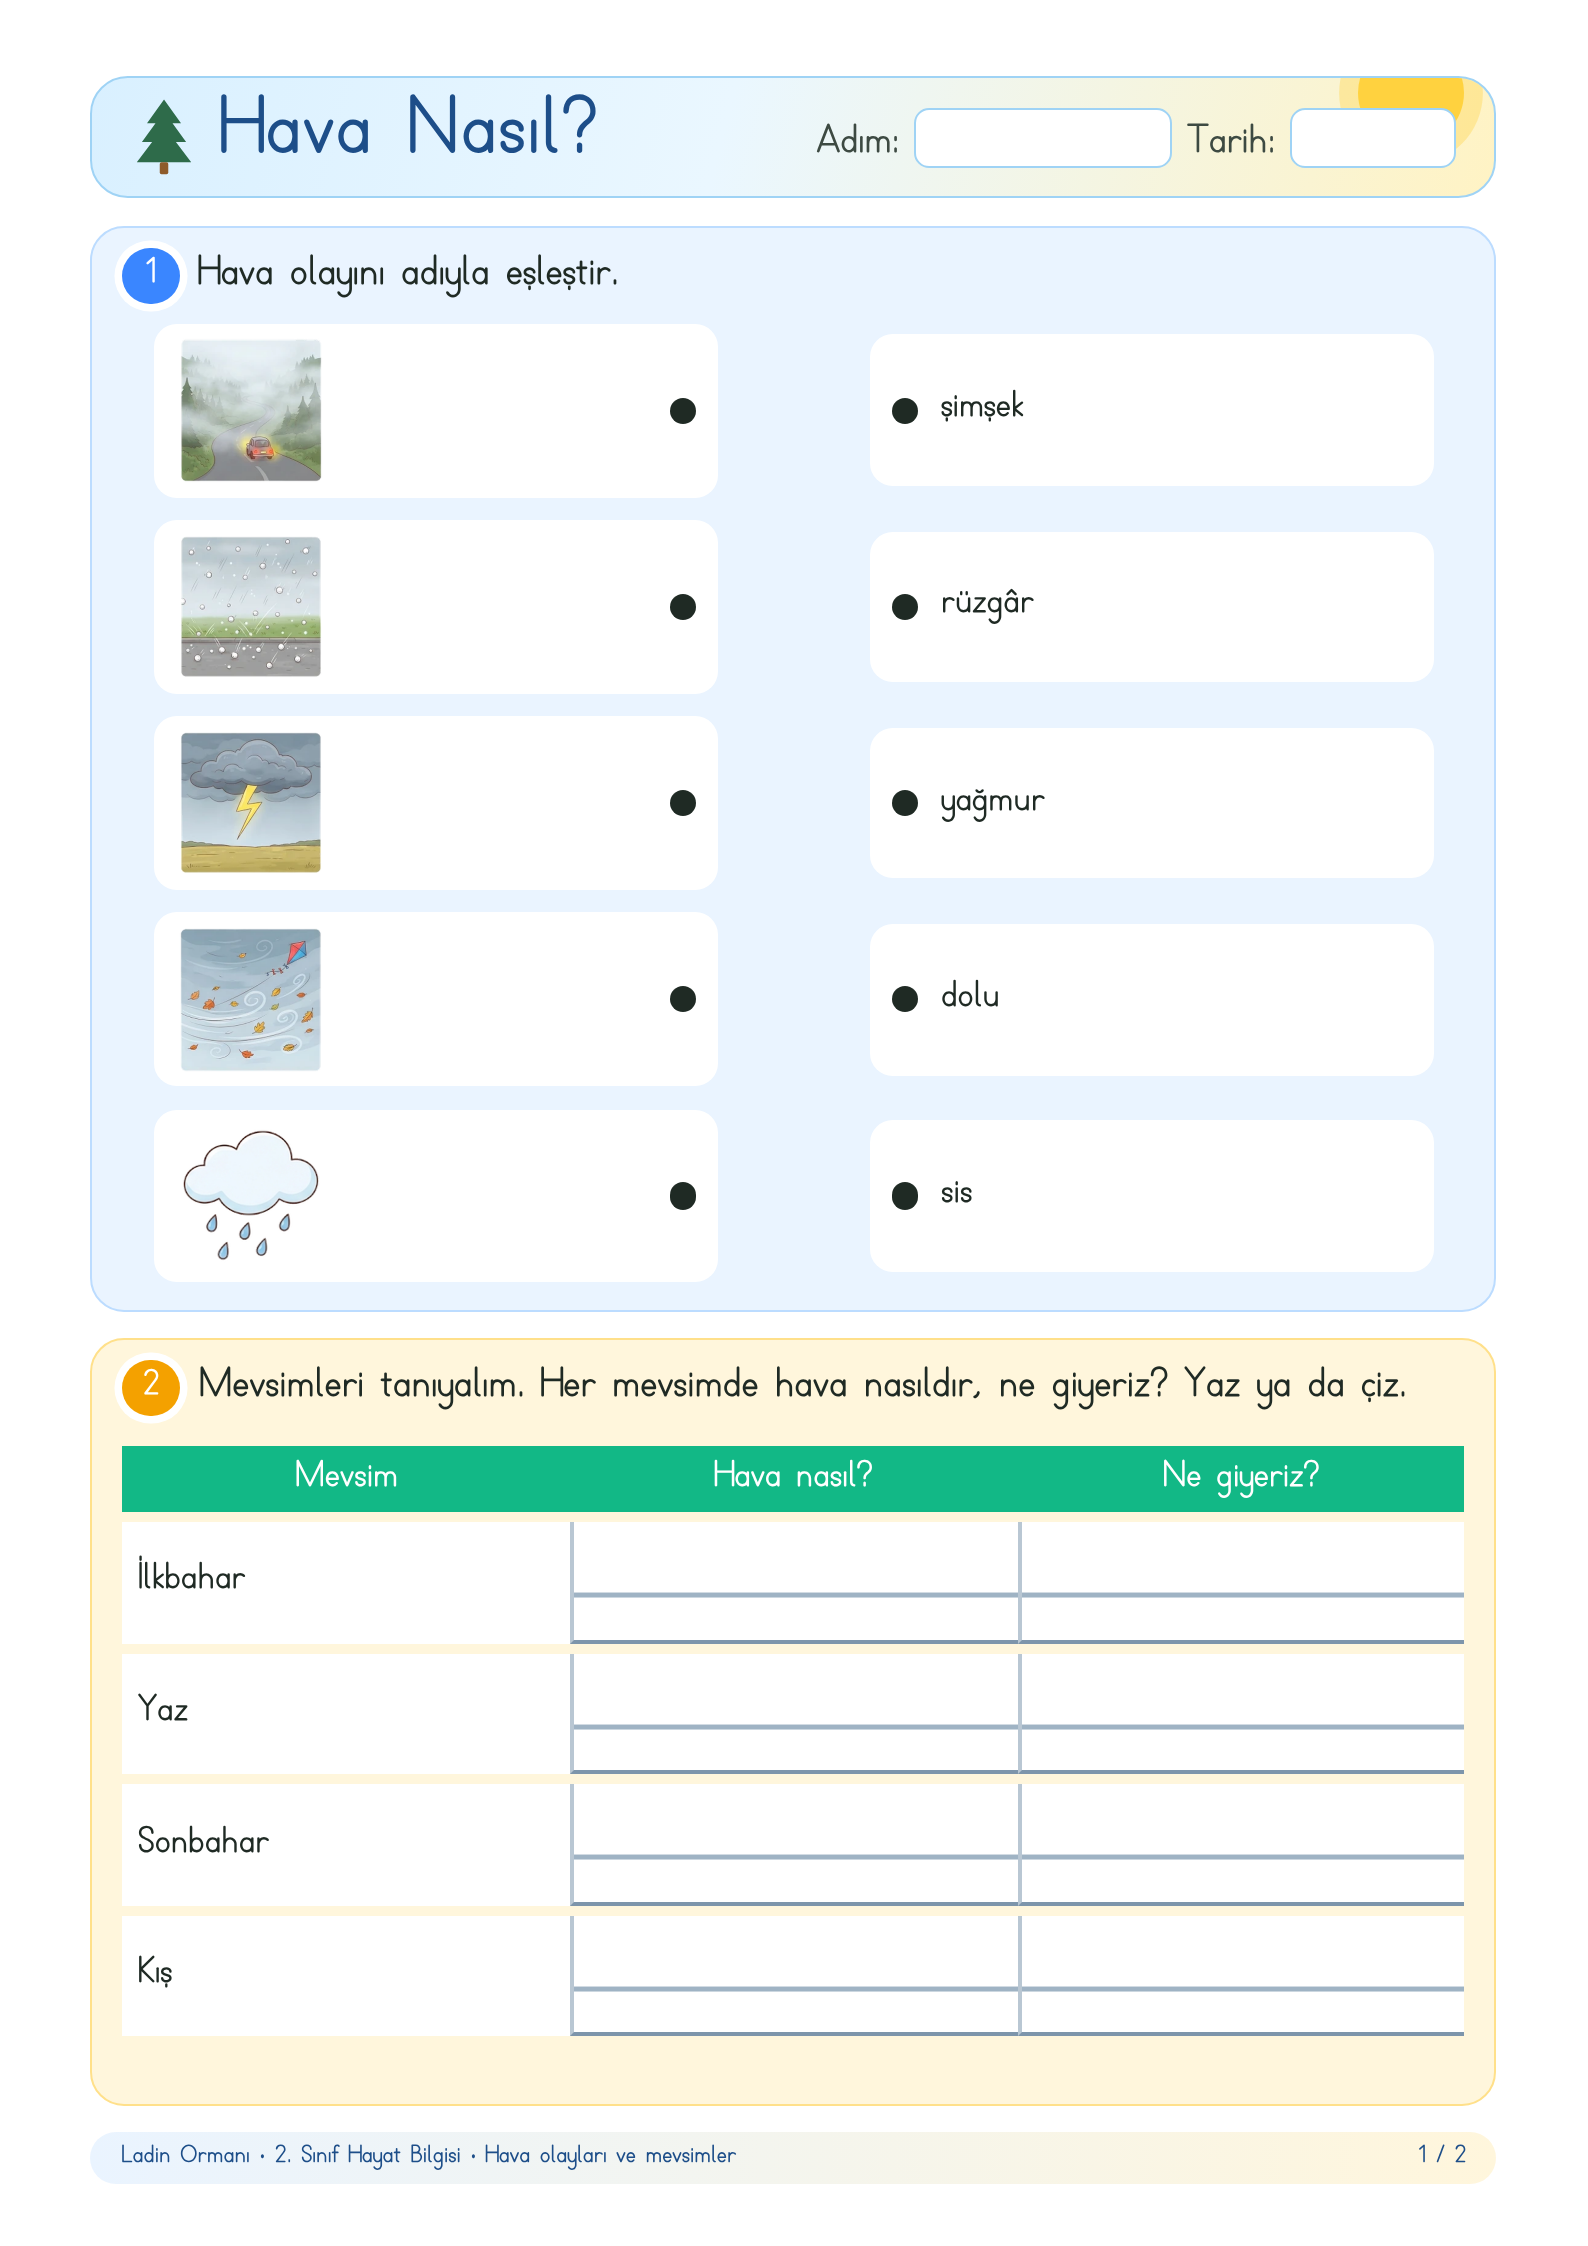 Hava Nasıl?
Adım:
Tarih:
1 Hava olayını adıyla eşleştir.
şimşek
rüzgâr
yağmur
dolu
sis
2 Mevsimleri tanıyalım. Her mevsimde hava nasıldır, ne giyeriz? Yaz ya da çiz.
Mevsim Hava nasıl? Ne giyeriz?
İlkbahar
Yaz
Sonbahar
Kış
Ladin Ormanı • 2. Sınıf Hayat Bilgisi • Hava olayları ve mevsimler 1 / 2